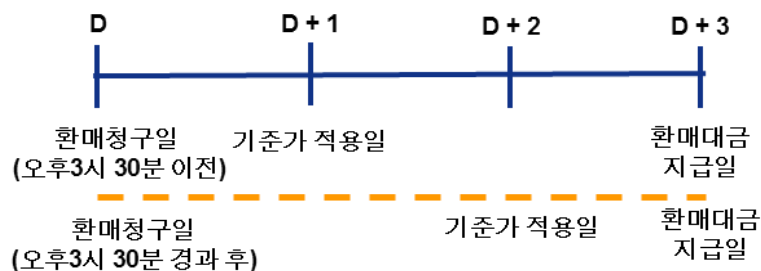 D D + 1 D + 2 D + 3
환매청구일 기준가 적용일 환매대금
(오후3시 30분 이전) 지급일
환매청구일 기준가 적용일 환매대금
(오후3시 30분 경과 후) 지급일